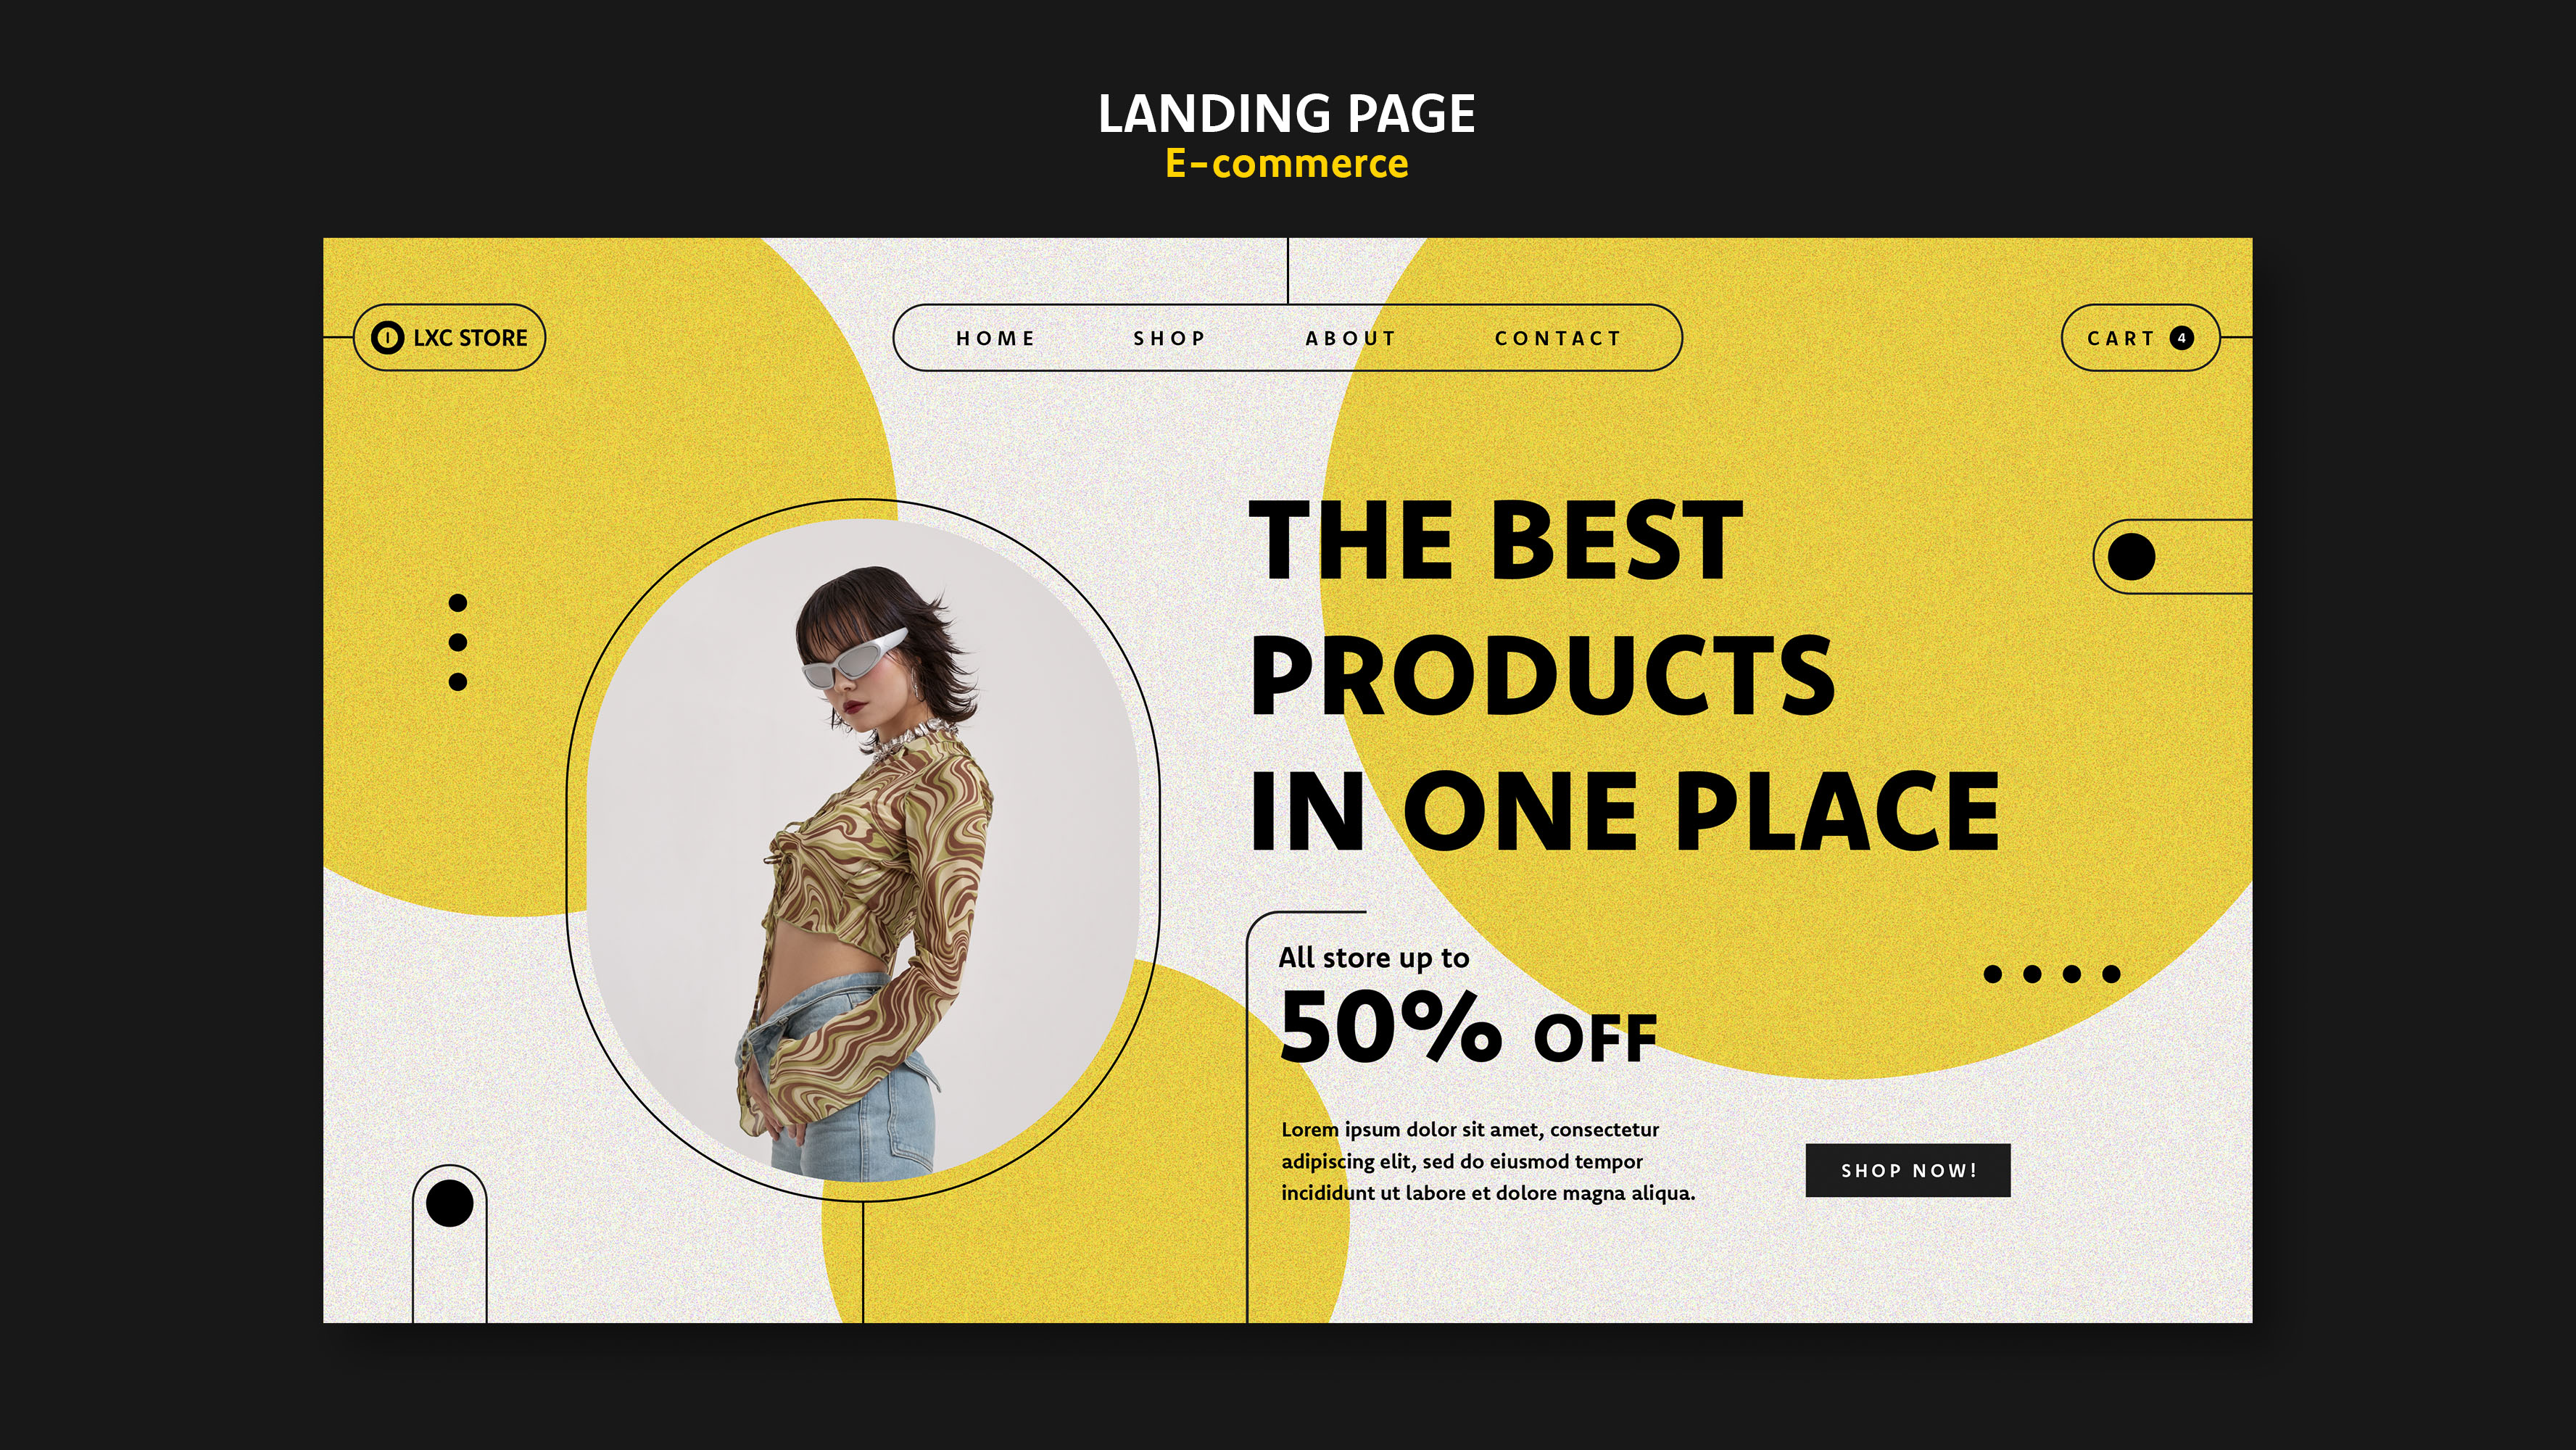 LANDING PAGE
E-commerce
LXC STORE
HOME SHOP ABOUT CONTACT
CART 4
THE BEST
PRODUCTS
IN ONE PLACE
All store up to
50% OFF
Lorem ipsum dolor sit amet, consectetur
adipiscing elit, sed do eiusmod tempor
incididunt ut labore et dolore magna aliqua.
SHOP NOW!